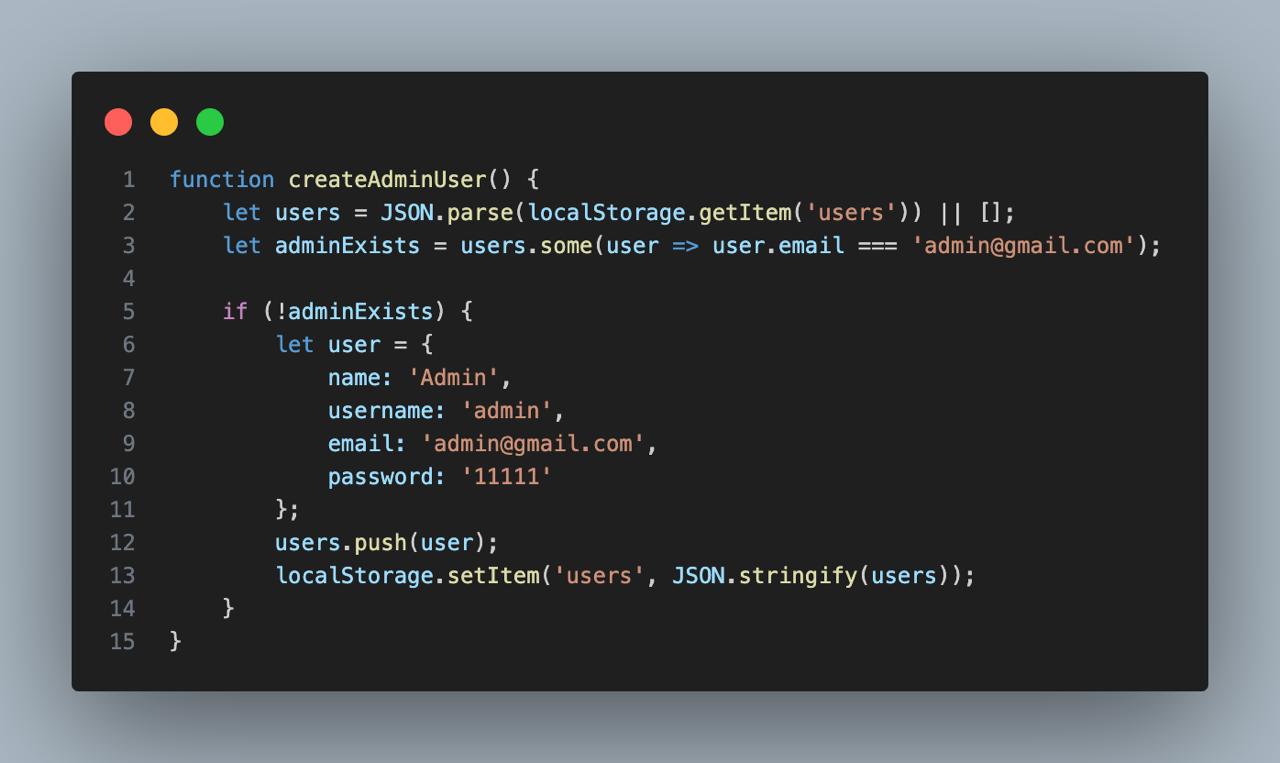 1 function createAdminUser() {
2     let users = JSON.parse(localStorage.getItem('users')) || [];
3     let adminExists = users.some(user => user.email === 'admin@gmail.com');
4
5     if (!adminExists) {
6         let user = {
7             name: 'Admin',
8             username: 'admin',
9             email: 'admin@gmail.com',
10             password: '11111'
11         };
12         users.push(user);
13         localStorage.setItem('users', JSON.stringify(users));
14     }
15 }